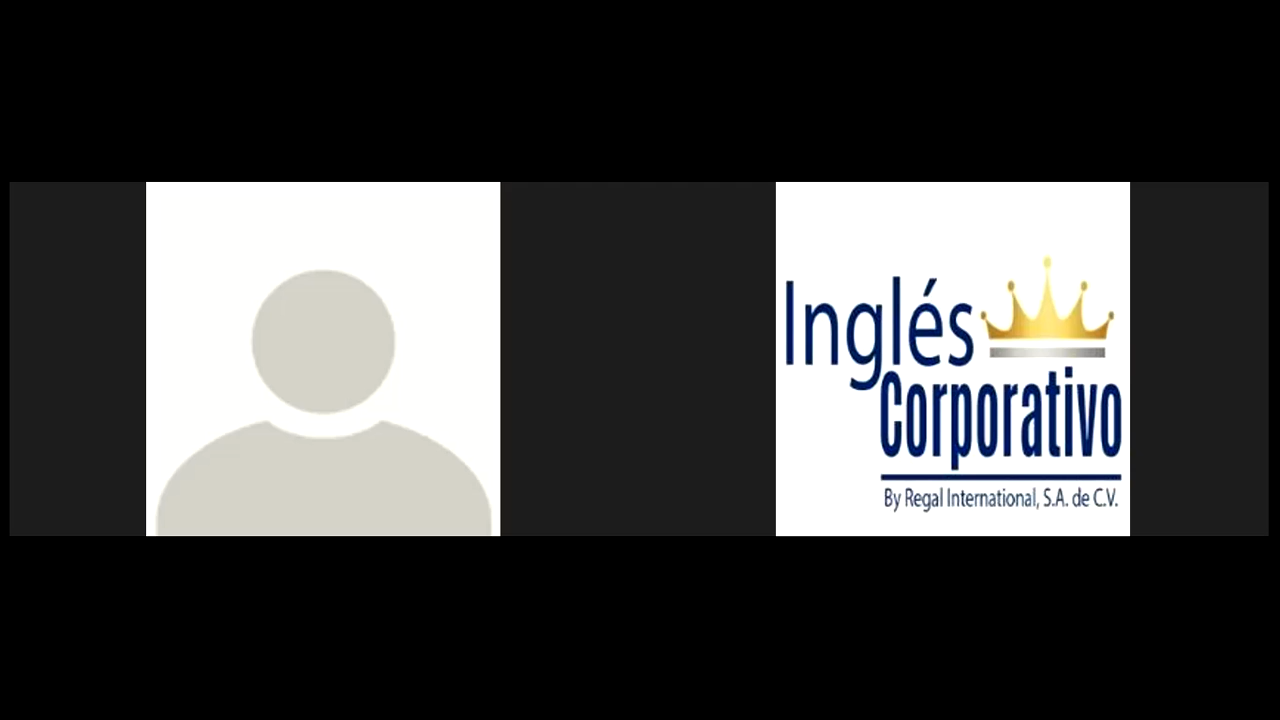 Inglés
Corporativo
By Regal International, S.A. de C.V.